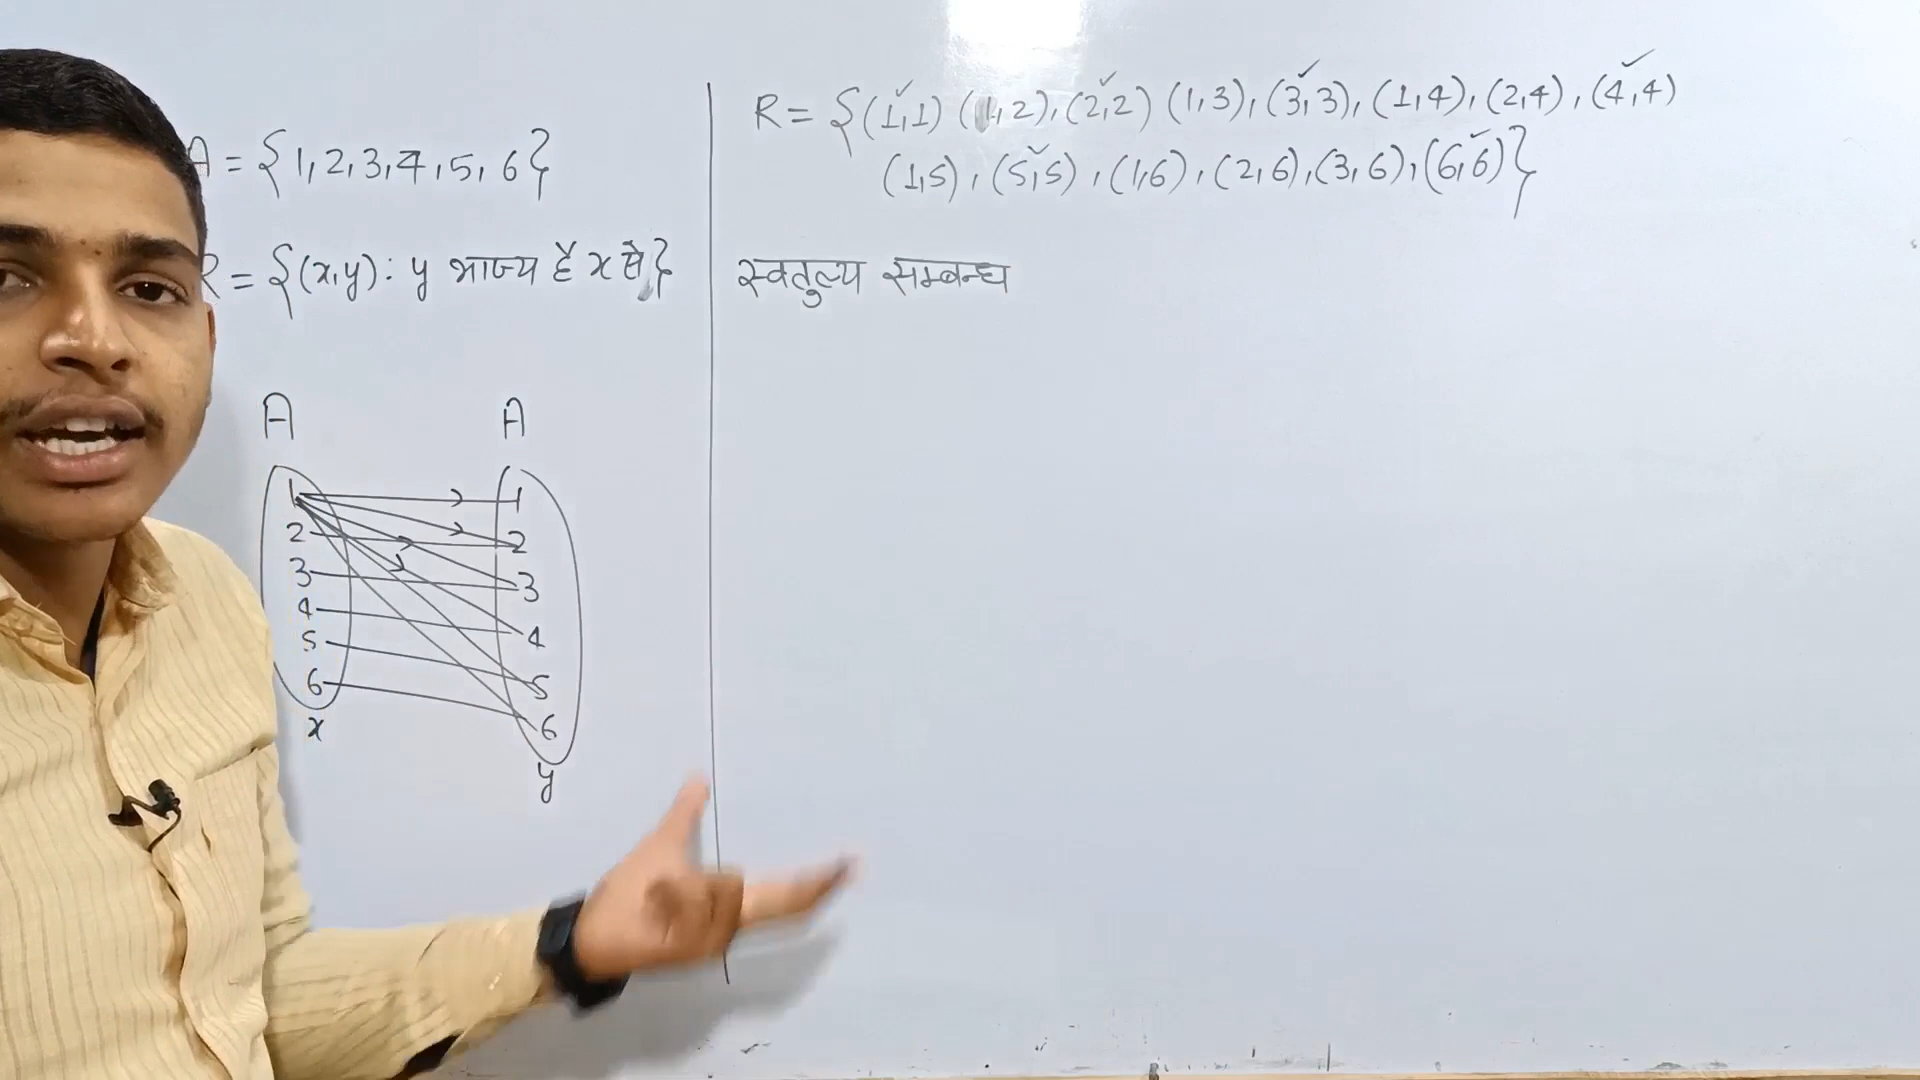 A = {1,2,3,4,5,6}
R = {(x,y): y भाज्य है x से}
A A
1 1
2 2
3 3
4 4
5 5
6 6
x y
R = {(1,1) (1,2), (2,2) (1,3), (3,3), (1,4), (2,4), (4,4)
(1,5), (5,5), (1,6), (2,6), (3,6), (6,6)}
स्वतुल्य सम्बन्ध